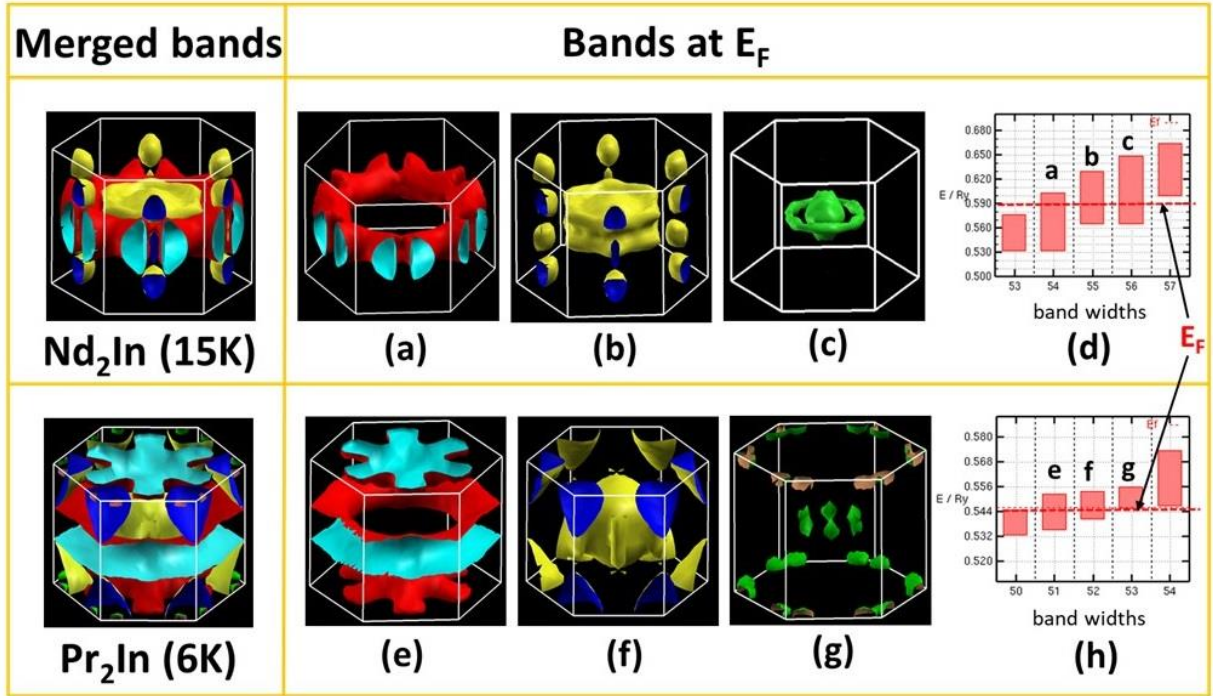 Merged bands
Bands at E_F
Nd₂In (15K)
(a)
(b)
(c)
Ef ---
0.680
0.650
0.620
E / Ry
0.590
0.560
0.530
0.500
a
b
c
53 54 55 56 57
band widths
(d)
E_F
Pr₂In (6K)
(e)
(f)
(g)
Ef ---
0.580
0.568
0.556
E / Ry
0.544
0.532
0.520
e
f
g
50 51 52 53 54
band widths
(h)